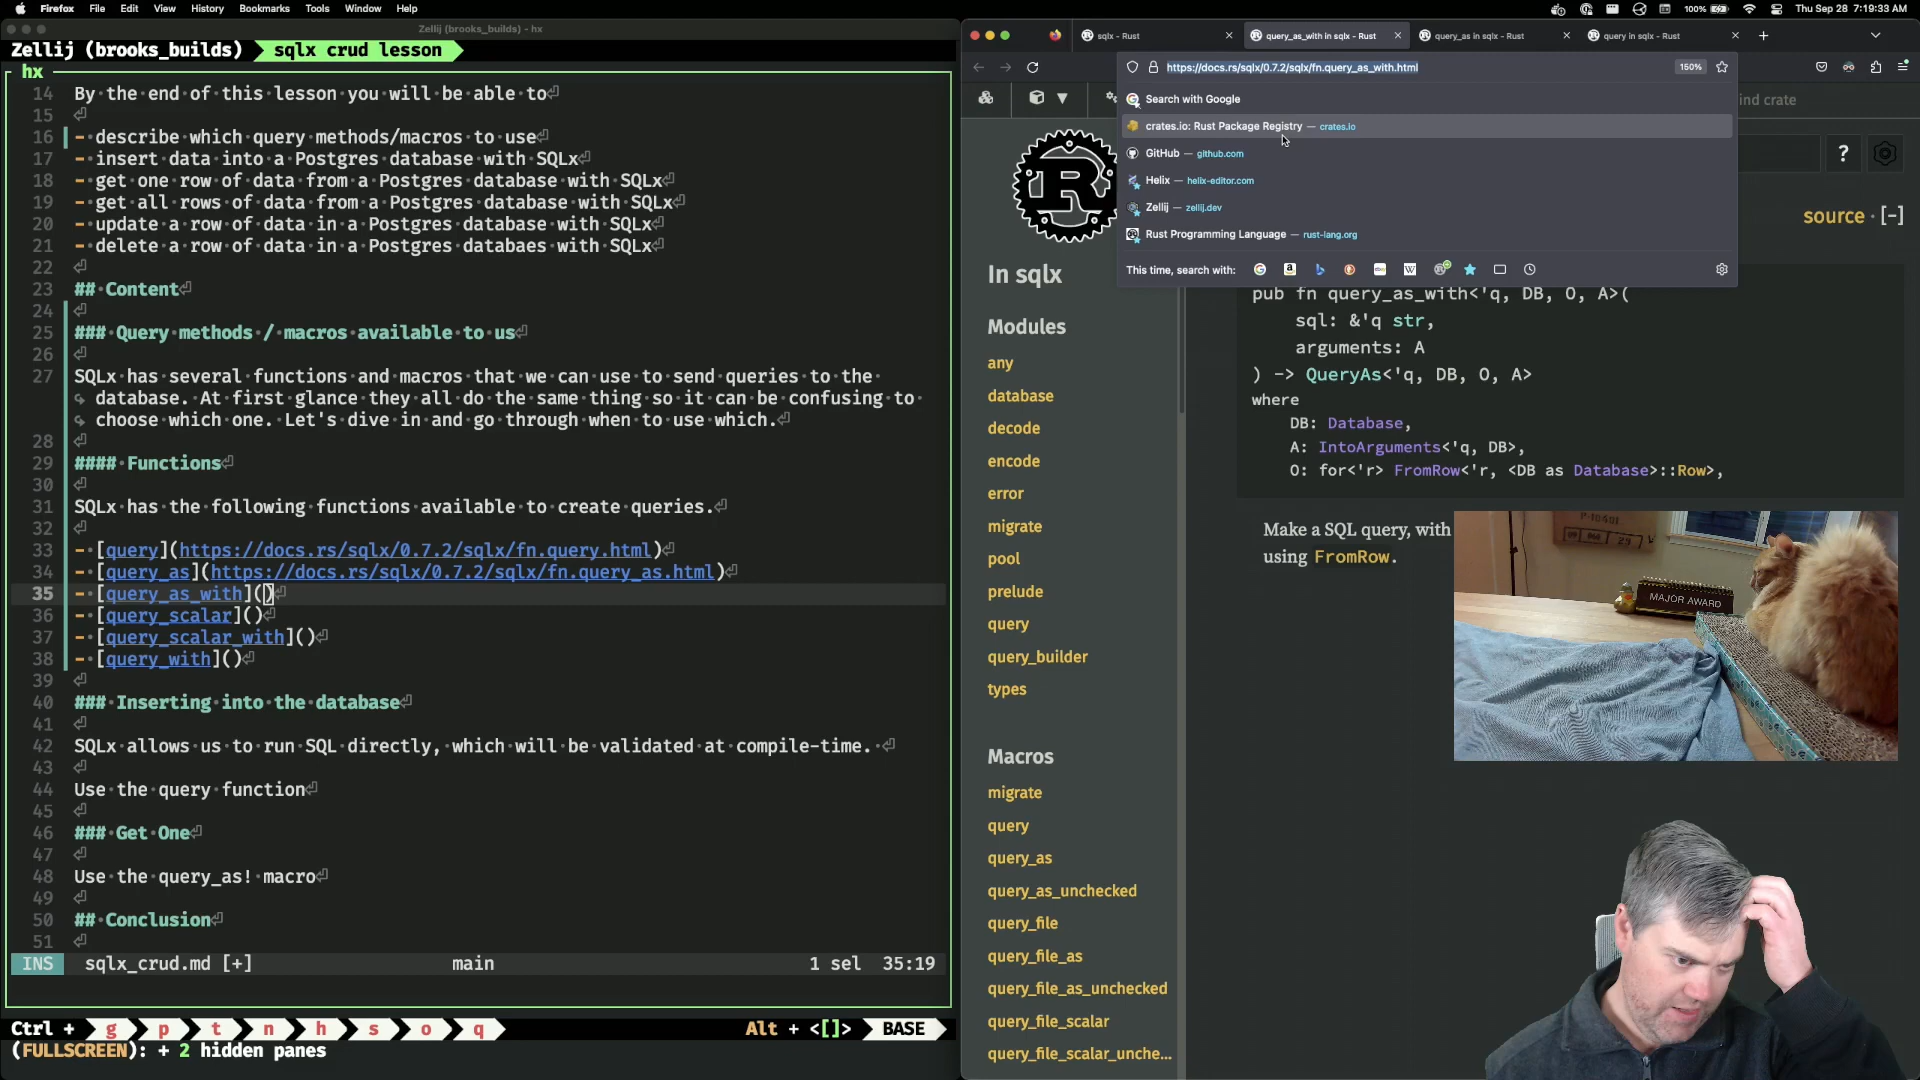 Firefox File Edit View History Bookmarks Tools Window Help
100% Thu Sep 28 7:19:33 AM
Zellij (brooks_builds) - hx
Zellij (brooks_builds) sqlx crud lesson
hx
14 By·the·end·of·this·lesson·you·will·be·able·to
15
16 -·describe·which·query·methods/macros·to·use
17 -·insert·data·into·a·Postgres·database·with·SQLx
18 -·get·one·row·of·data·from·a·Postgres·database·with·SQLx
19 -·get·all·rows·of·data·from·a·Postgres·database·with·SQLx
20 -·update·a·row·of·data·in·a·Postgres·database·with·SQLx
21 -·delete·a·row·of·data·in·a·Postgres·databaes·with·SQLx
22
23 ##·Content
24
25 ###·Query·methods·/·macros·available·to·us
26
27 SQLx·has·several·functions·and·macros·that·we·can·use·to·send·queries·to·the·
database.·At·first·glance·they·all·do·the·same·thing·so·it·can·be·confusing·to·
choose·which·one.·Let's·dive·in·and·go·through·when·to·use·which.
28
29 ####·Functions
30
31 SQLx·has·the·following·functions·available·to·create·queries.
32
33 -·[query](https://docs.rs/sqlx/0.7.2/sqlx/fn.query.html)
34 -·[query_as](https://docs.rs/sqlx/0.7.2/sqlx/fn.query_as.html)
35 -·[query_as_with]()
36 -·[query_scalar]()
37 -·[query_scalar_with]()
38 -·[query_with]()
39
40 ###·Inserting·into·the·database
41
42 SQLx·allows·us·to·run·SQL·directly,·which·will·be·validated·at·compile-time.·
43
44 Use·the·query·function
45
46 ###·Get·One
47
48 Use·the·query_as!·macro
49
50 ##·Conclusion
51
INS sqlx_crud.md [+] main 1 sel 35:19
Ctrl + g p t n h s o q Alt + <[]> BASE
(FULLSCREEN): + 2 hidden panes
sqlx - Rust
query_as_with in sqlx - Rust
query_as in sqlx - Rust
query in sqlx - Rust
https://docs.rs/sqlx/0.7.2/sqlx/fn.query_as_with.html 150%
Search with Google
crates.io: Rust Package Registry — crates.io
GitHub — github.com
Helix — helix-editor.com
Zellij — zellij.dev
Rust Programming Language — rust-lang.org
This time, search with:
ind crate
?
source · [-]
In sqlx
Modules
any
database
decode
encode
error
migrate
pool
prelude
query
query_builder
types
Macros
migrate
query
query_as
query_as_unchecked
query_file
query_file_as
query_file_as_unchecked
query_file_scalar
query_file_scalar_unche...
pub fn query_as_with<'q, DB, O, A>(
sql: &'q str,
arguments: A
) -> QueryAs<'q, DB, O, A>
where
DB: Database,
A: IntoArguments<'q, DB>,
O: for<'r> FromRow<'r, <DB as Database>::Row>,
Make a SQL query, with
using FromRow.
MAJOR AWARD